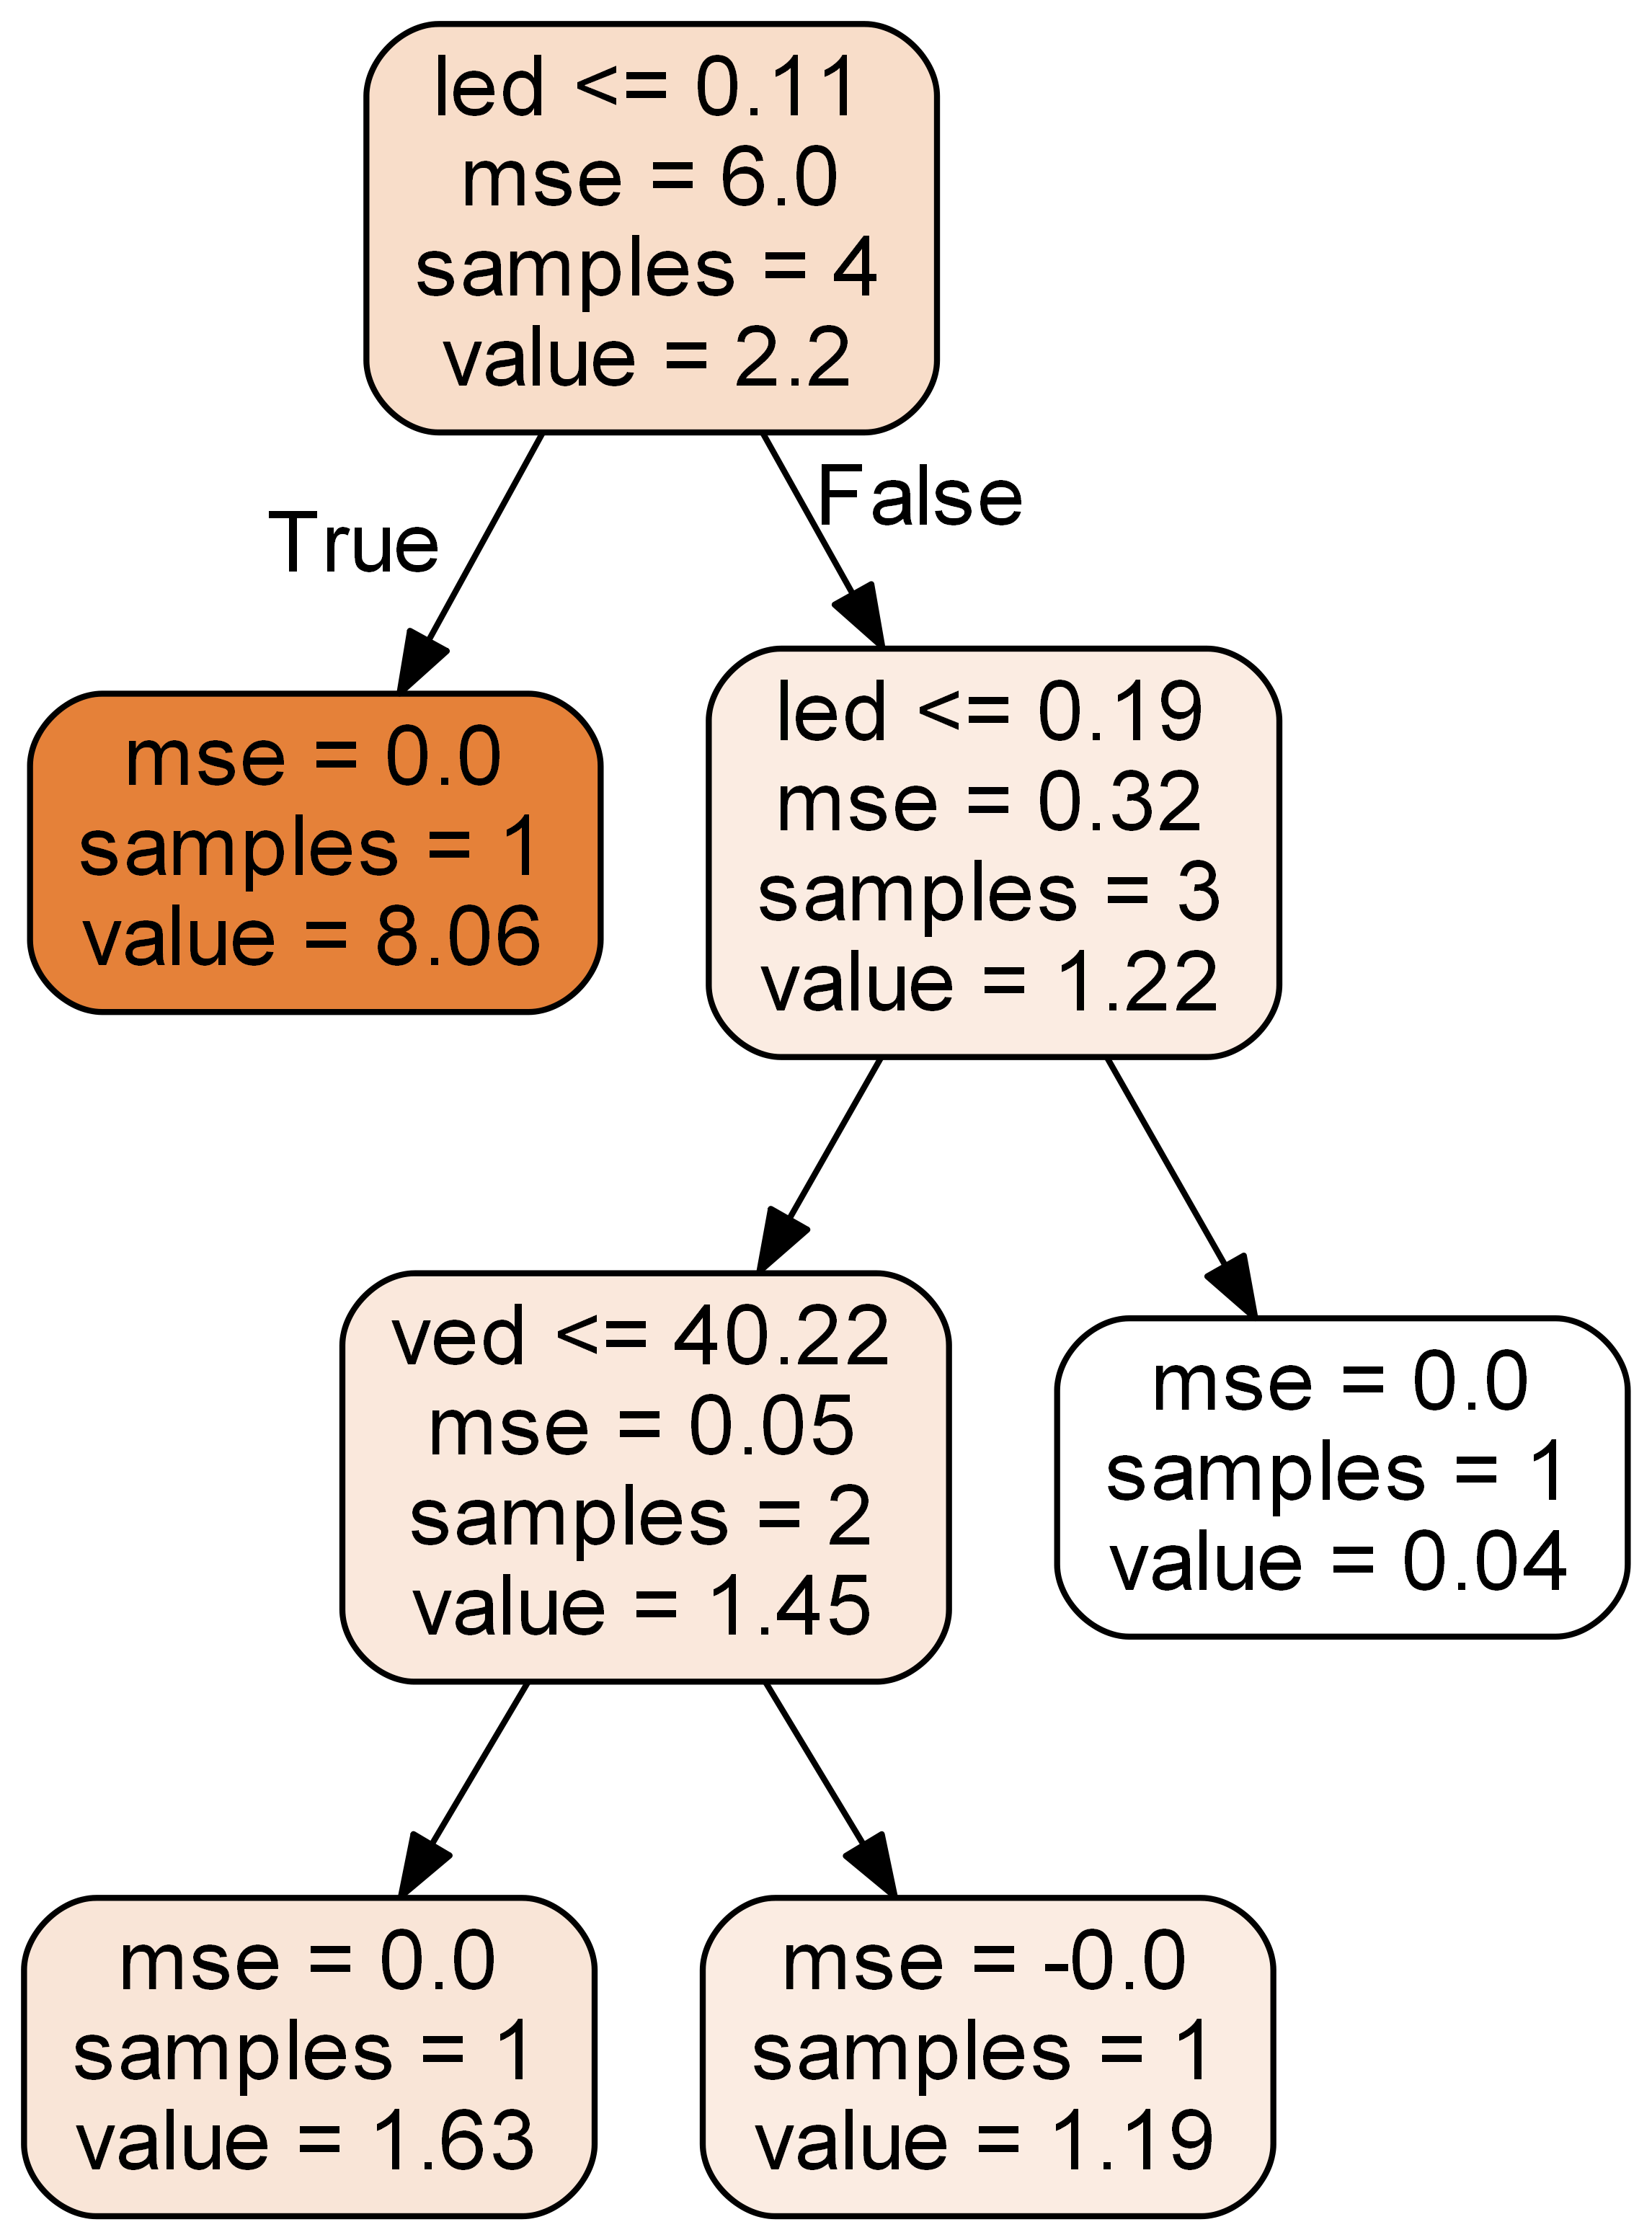 led <= 0.11
mse = 6.0
samples = 4
value = 2.2
True
False
mse = 0.0
samples = 1
value = 8.06
led <= 0.19
mse = 0.32
samples = 3
value = 1.22
ved <= 40.22
mse = 0.05
samples = 2
value = 1.45
mse = 0.0
samples = 1
value = 0.04
mse = 0.0
samples = 1
value = 1.63
mse = -0.0
samples = 1
value = 1.19